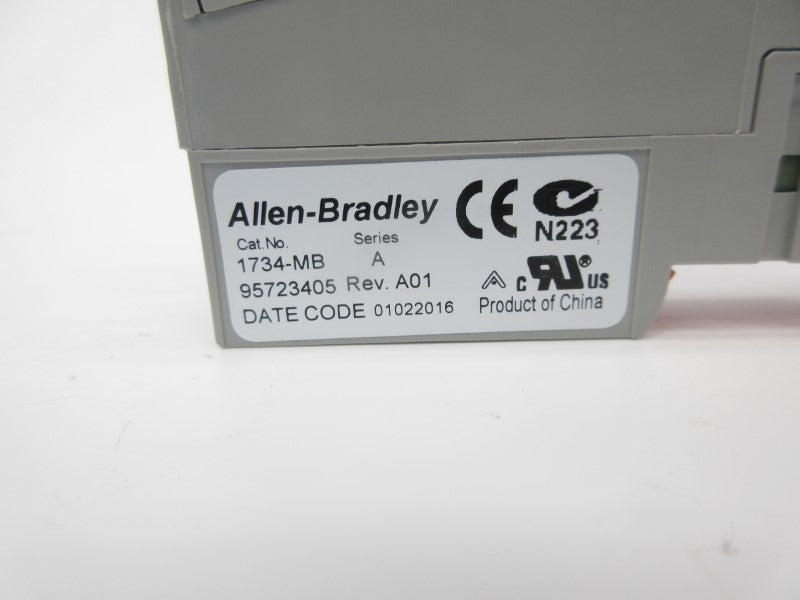 Allen-Bradley CE
N223
Cat.No. Series
1734-MB A
95723405 Rev. A01
c UR® US
DATE CODE 01022016
Product of China